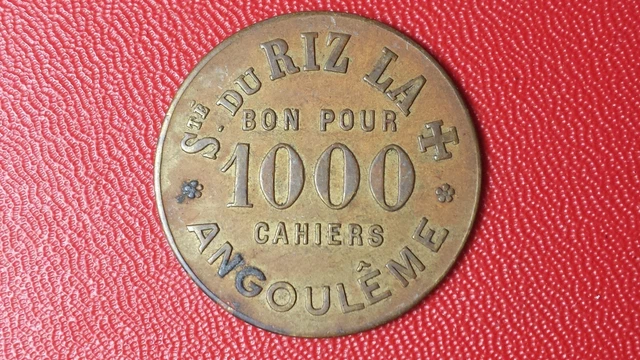 Sté DU RIZ LA ✠
BON POUR
1000
CAHIERS
ANGOULÊME